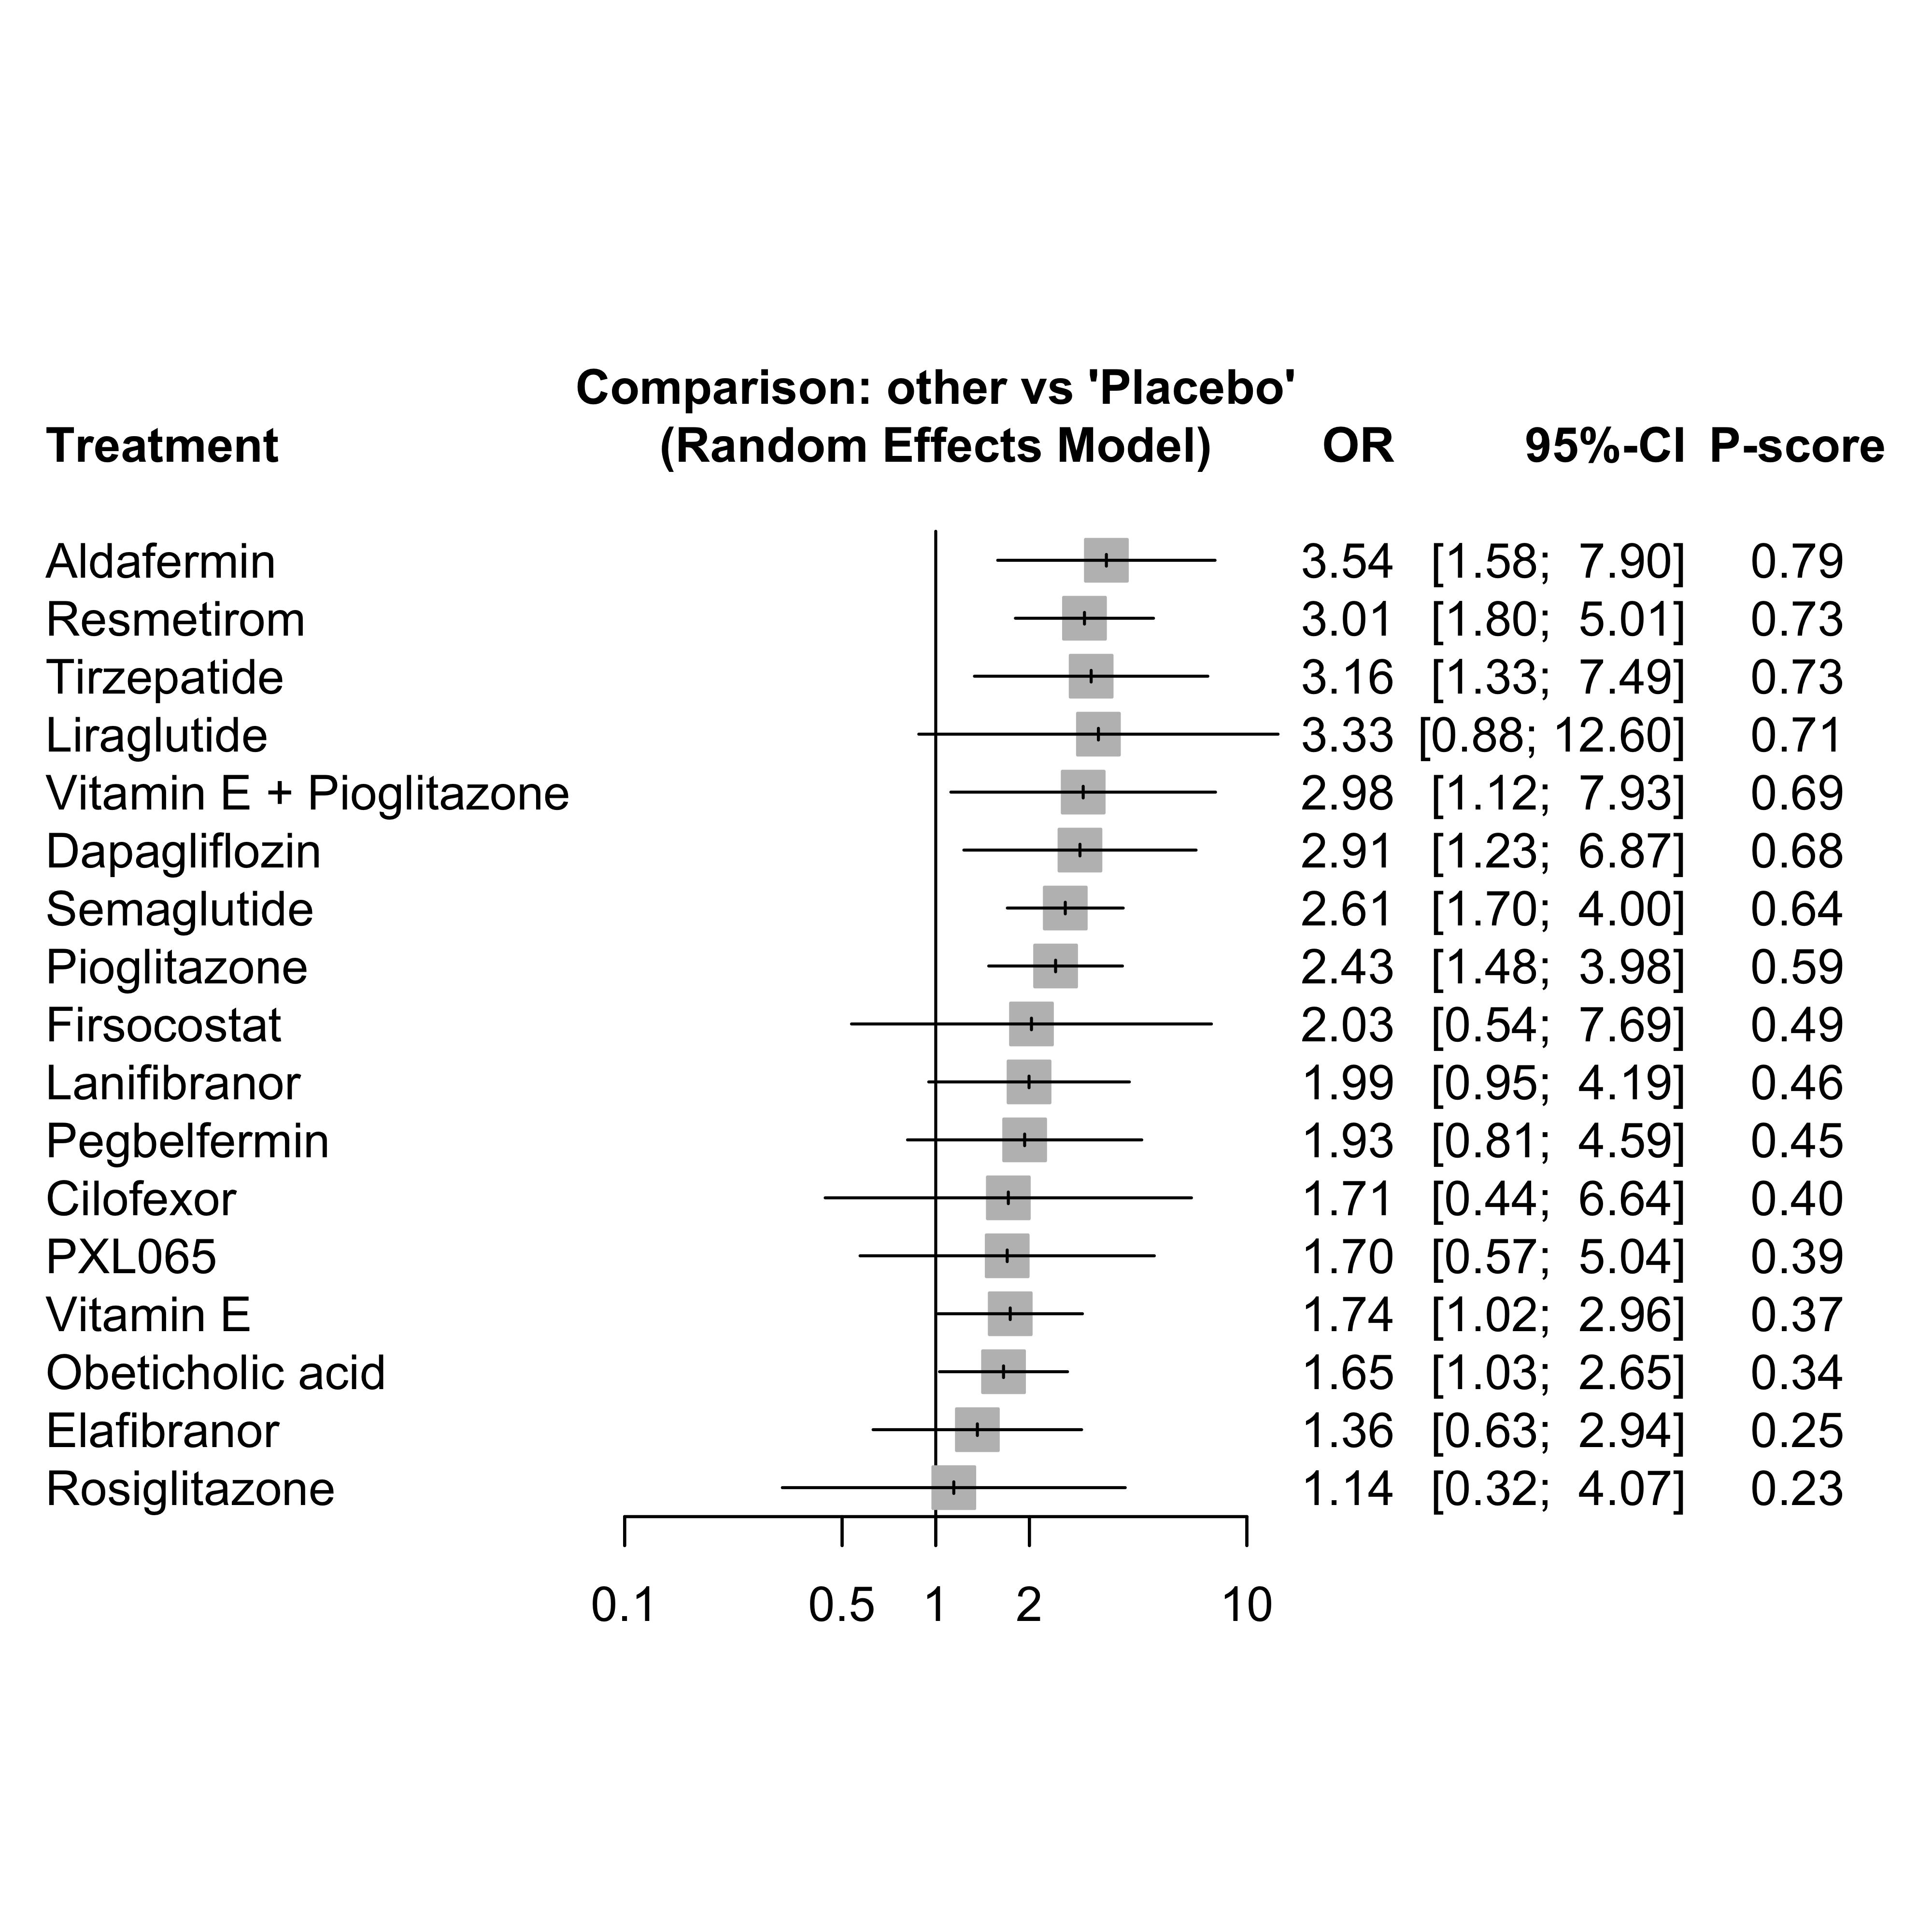 Comparison: other vs 'Placebo'
Treatment (Random Effects Model) OR 95%-CI P-score
Aldafermin 3.54 [1.58; 7.90] 0.79
Resmetirom 3.01 [1.80; 5.01] 0.73
Tirzepatide 3.16 [1.33; 7.49] 0.73
Liraglutide 3.33 [0.88; 12.60] 0.71
Vitamin E + Pioglitazone 2.98 [1.12; 7.93] 0.69
Dapagliflozin 2.91 [1.23; 6.87] 0.68
Semaglutide 2.61 [1.70; 4.00] 0.64
Pioglitazone 2.43 [1.48; 3.98] 0.59
Firsocostat 2.03 [0.54; 7.69] 0.49
Lanifibranor 1.99 [0.95; 4.19] 0.46
Pegbelfermin 1.93 [0.81; 4.59] 0.45
Cilofexor 1.71 [0.44; 6.64] 0.40
PXL065 1.70 [0.57; 5.04] 0.39
Vitamin E 1.74 [1.02; 2.96] 0.37
Obeticholic acid 1.65 [1.03; 2.65] 0.34
Elafibranor 1.36 [0.63; 2.94] 0.25
Rosiglitazone 1.14 [0.32; 4.07] 0.23
0.1 0.5 1 2 10